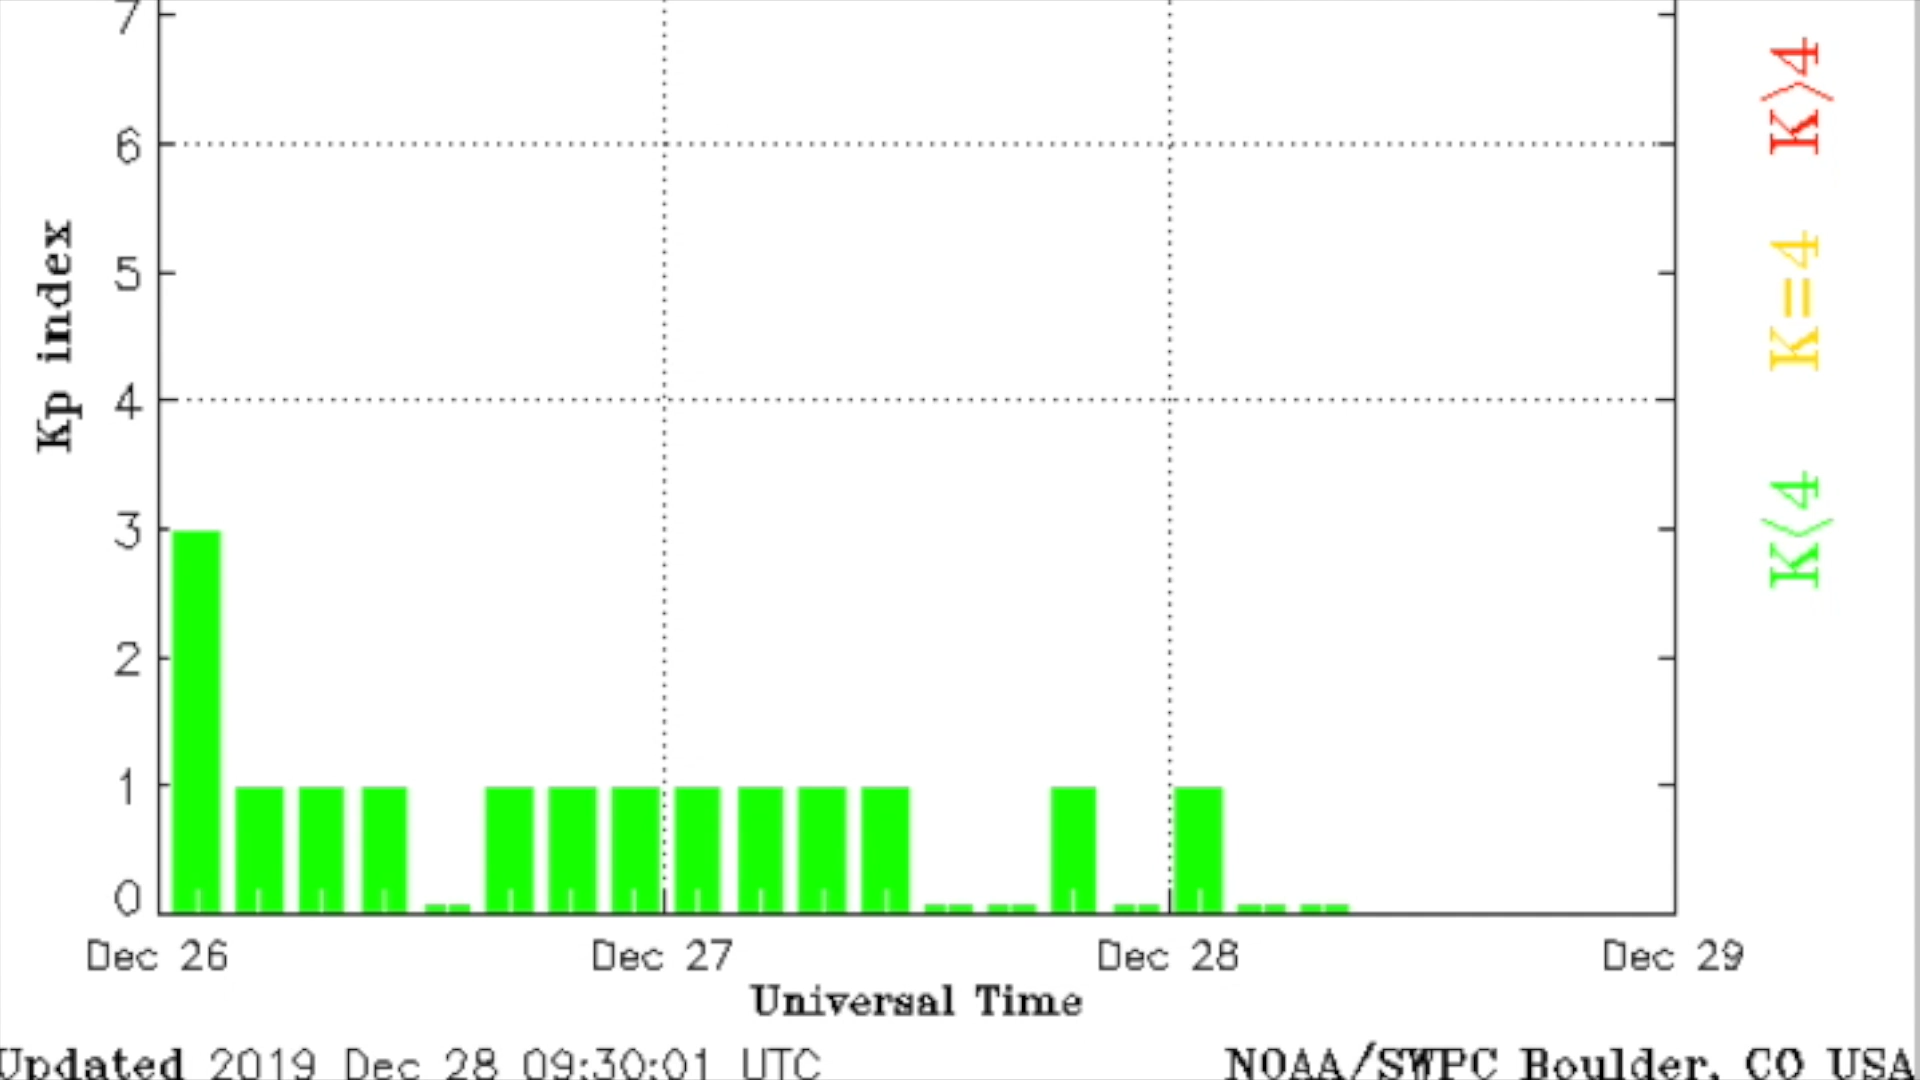 7
6
5
4
3
2
1
0
Kp index
K<4 K=4 K>4
Dec 26 Dec 27 Dec 28 Dec 29
Universal Time
Updated 2019 Dec 28 09:30:01 UTC NOAA/SWPC Boulder, CO USA